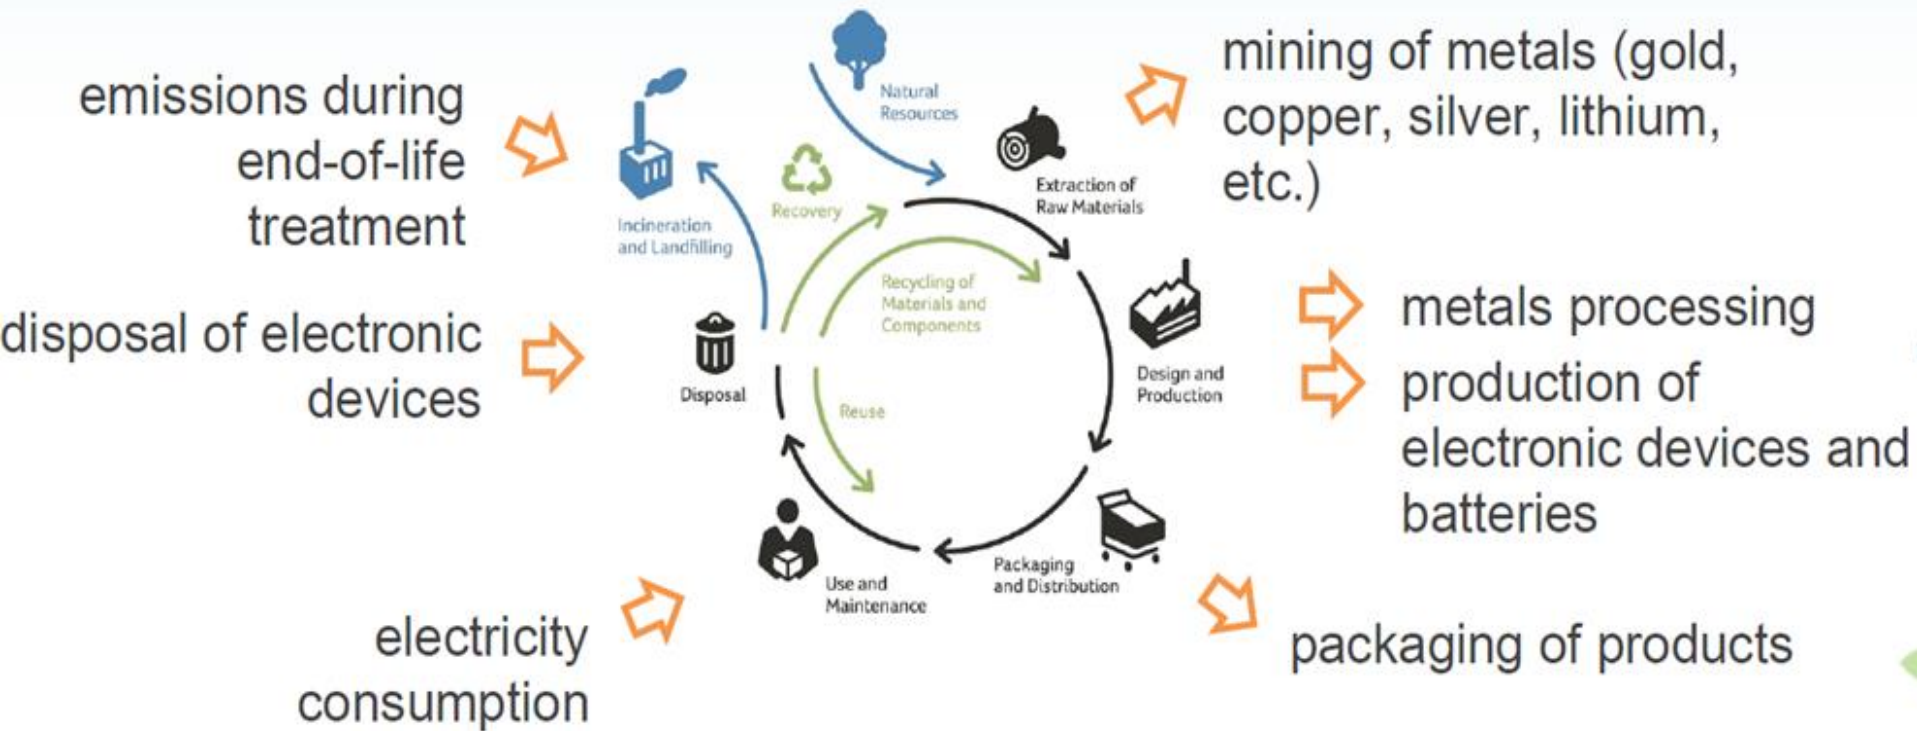 emissions during
end-of-life
treatment
Natural
Resources
mining of metals (gold,
copper, silver, lithium,
etc.)
Extraction of
Raw Materials
Recovery
Incineration
and Landfilling
Recycling of
Materials and
Components
disposal of electronic
devices
Disposal
Reuse
Design and
Production
metals processing
production of
electronic devices and
batteries
Packaging
and Distribution
Use and
Maintenance
electricity
consumption
packaging of products